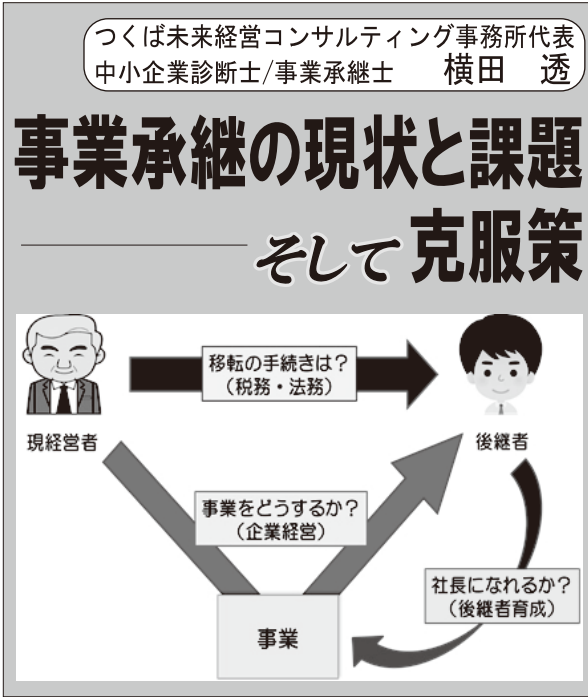 つくば未来経営コンサルティング事務所代表
中小企業診断士/事業承継士　横田　透
事業承継の現状と課題
そして克服策
移転の手続きは？
（税務・法務）
現経営者
後継者
事業をどうするか？
（企業経営）
社長になれるか？
（後継者育成）
事業